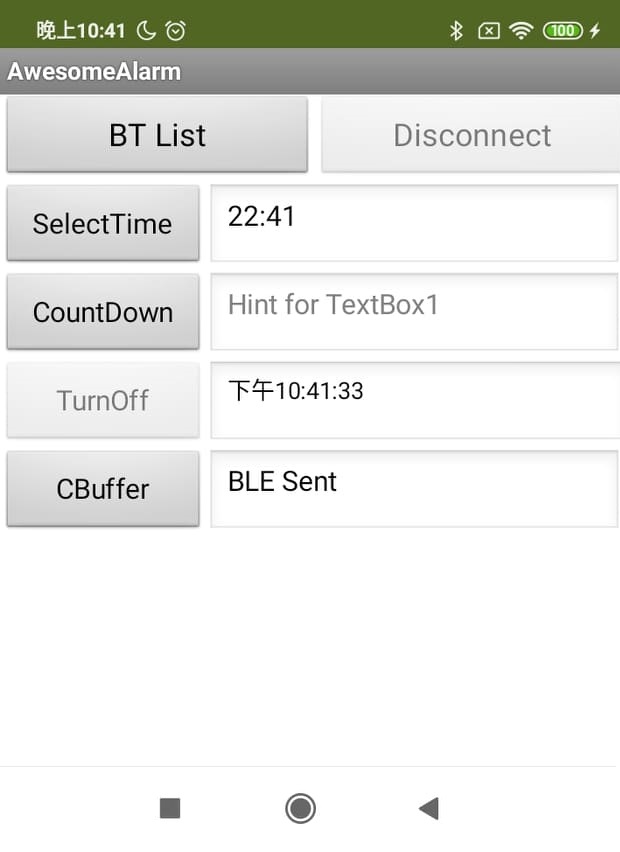 晚上10:41
100
AwesomeAlarm
BT List
Disconnect
SelectTime
22:41
CountDown
Hint for TextBox1
TurnOff
下午10:41:33
CBuffer
BLE Sent